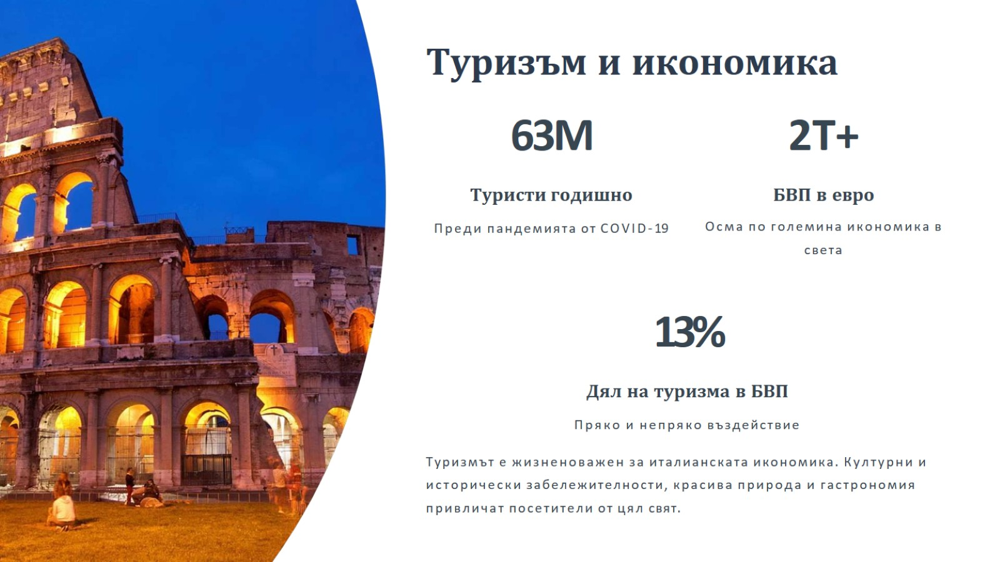 Туризъм и икономика
63M
Туристи годишно
Преди пандемията от COVID-19
2T+
БВП в евро
Осма по големина икономика в
света
13%
Дял на туризма в БВП
Пряко и непряко въздействие
Туризмът е жизненоважен за италианската икономика. Културни и
исторически забележителности, красива природа и гастрономия
привличат посетители от цял свят.